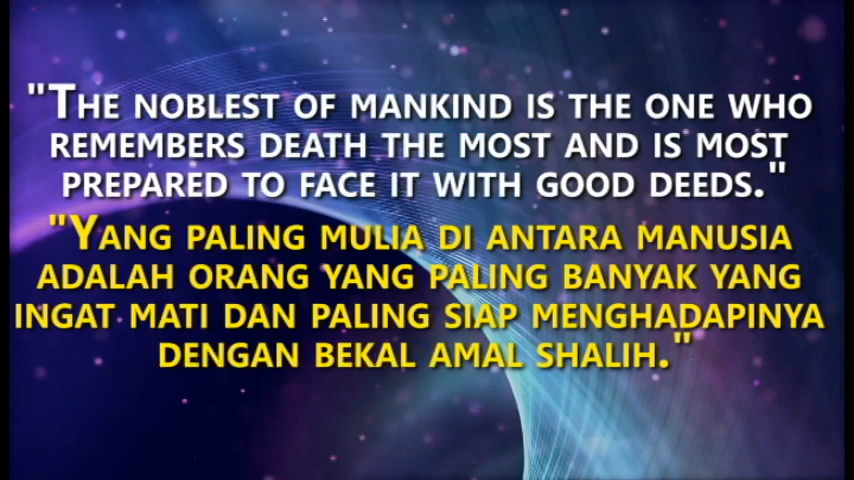 "THE NOBLEST OF MANKIND IS THE ONE WHO
REMEMBERS DEATH THE MOST AND IS MOST
PREPARED TO FACE IT WITH GOOD DEEDS."
"YANG PALING MULIA DI ANTARA MANUSIA
ADALAH ORANG YANG PALING BANYAK YANG
INGAT MATI DAN PALING SIAP MENGHADAPINYA
DENGAN BEKAL AMAL SHALIH."